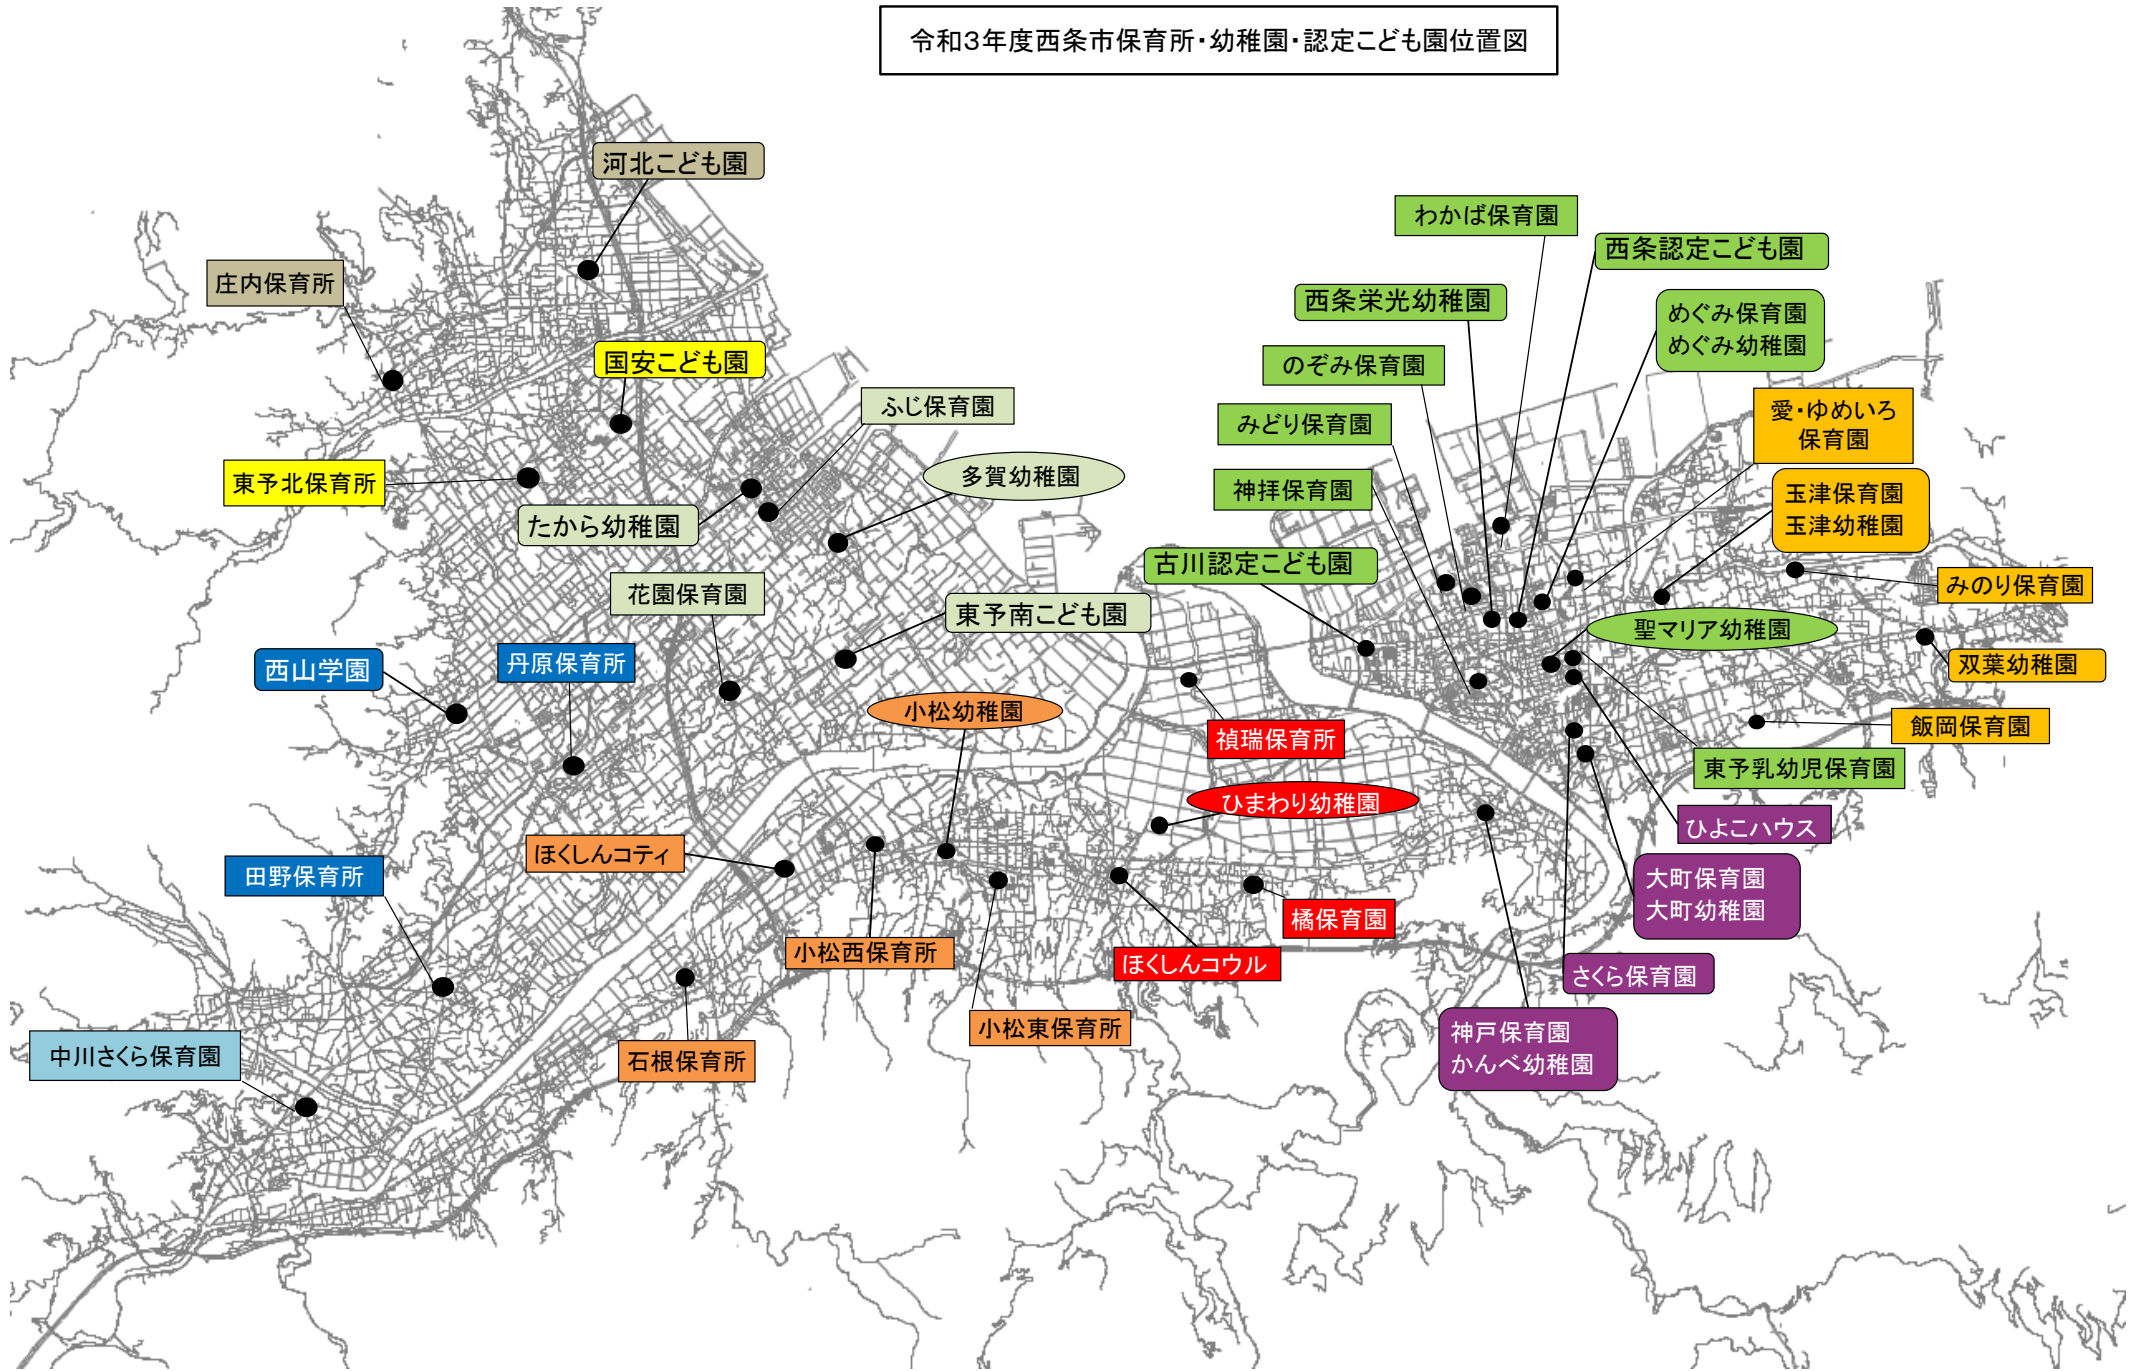 令和3年度西条市保育所・幼稚園・認定こども園位置図
河北こども園
わかば保育園
西条認定こども園
庄内保育所
西条栄光幼稚園
めぐみ保育園
めぐみ幼稚園
国安こども園
のぞみ保育園
ふじ保育園
愛・ゆめいろ
保育園
みどり保育園
東予北保育所
多賀幼稚園
神拝保育園
玉津保育園
玉津幼稚園
たから幼稚園
古川認定こども園
花園保育園
みのり保育園
東予南こども園
聖マリア幼稚園
西山学園
丹原保育所
双葉幼稚園
小松幼稚園
禎瑞保育所
飯岡保育園
東予乳幼児保育園
ひまわり幼稚園
ひよこハウス
ほくしんコティ
田野保育所
大町保育園
大町幼稚園
橘保育園
小松西保育所
ほくしんコウル
さくら保育園
小松東保育所
神戸保育園
かんべ幼稚園
中川さくら保育園
石根保育所